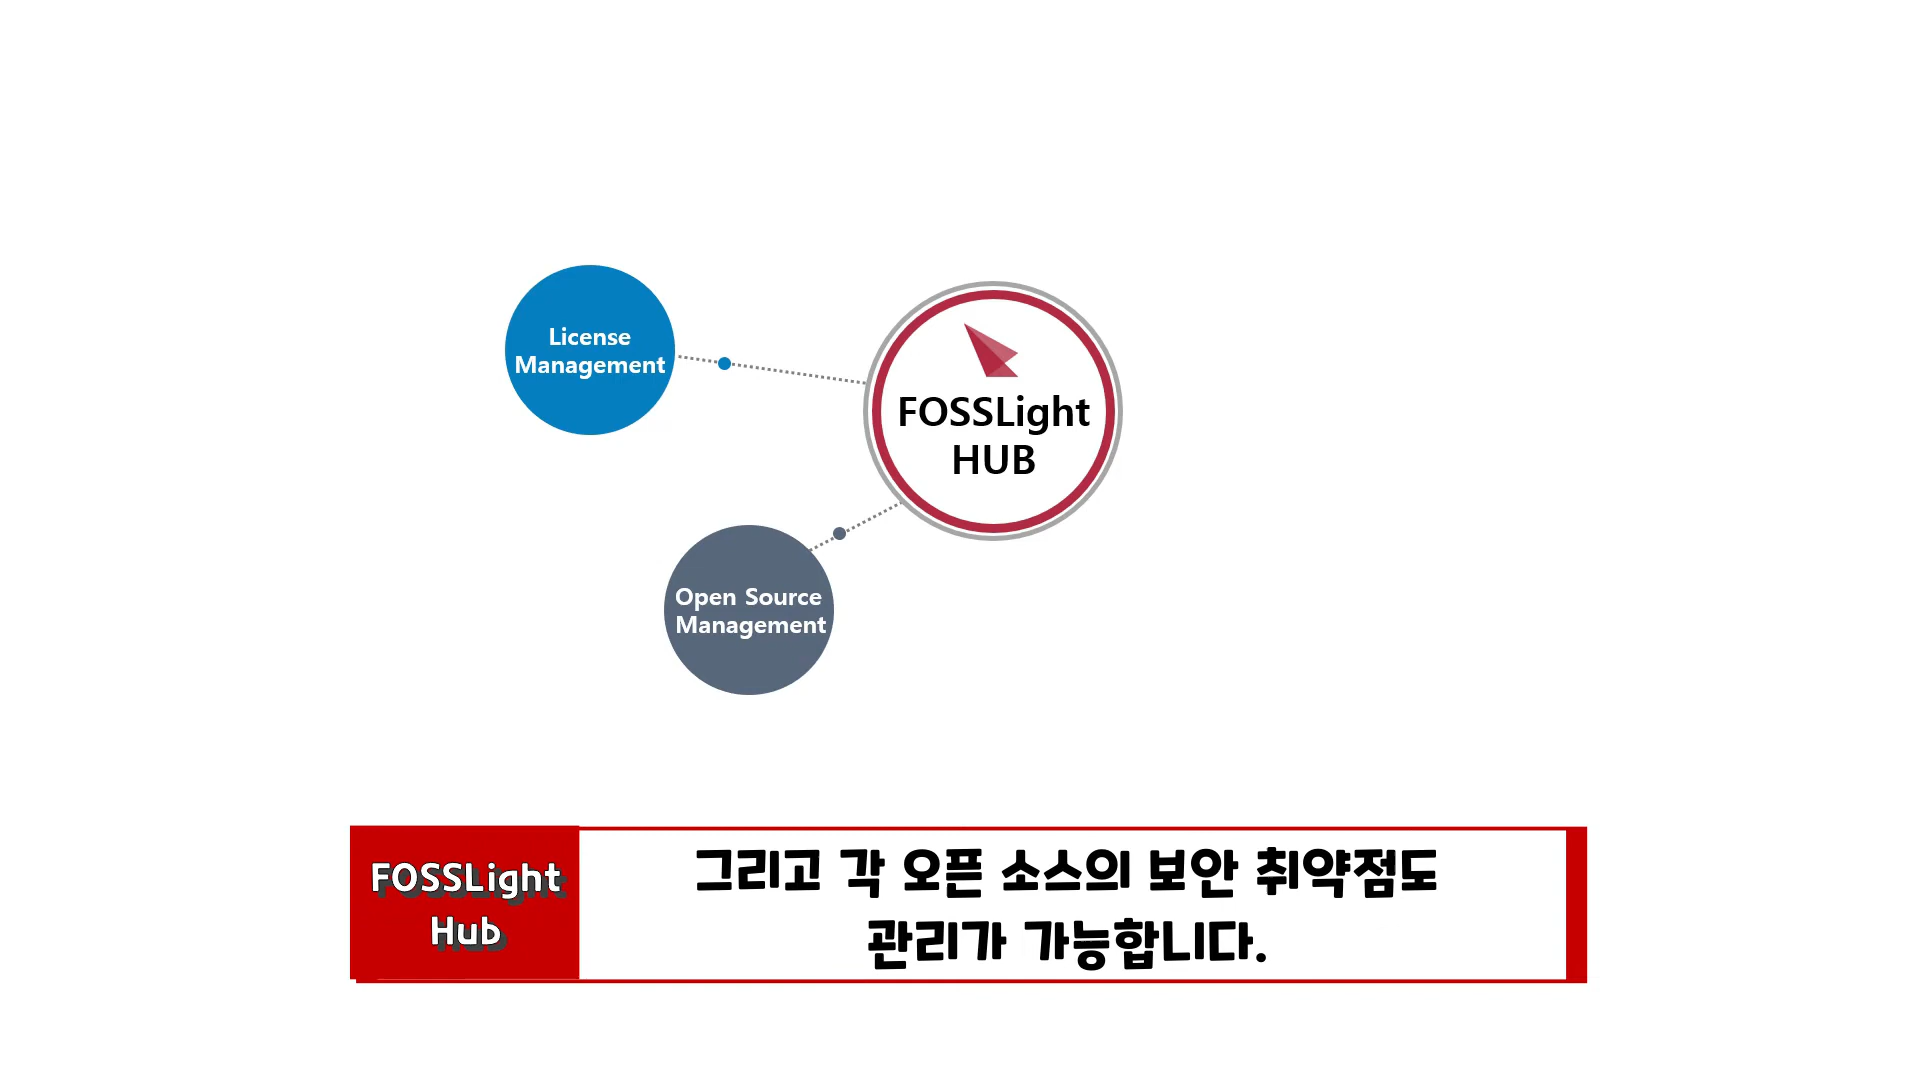 License
Management
FOSSLight
HUB
Open Source
Management
FOSSLight
Hub
그리고 각 오픈 소스의 보안 취약점도
관리가 가능합니다.